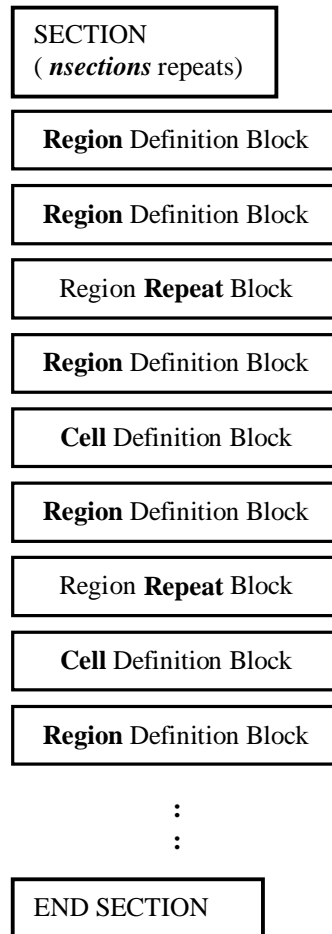 SECTION
( nsections repeats)
Region Definition Block
Region Definition Block
Region Repeat Block
Region Definition Block
Cell Definition Block
Region Definition Block
Region Repeat Block
Cell Definition Block
Region Definition Block
:
:
END SECTION